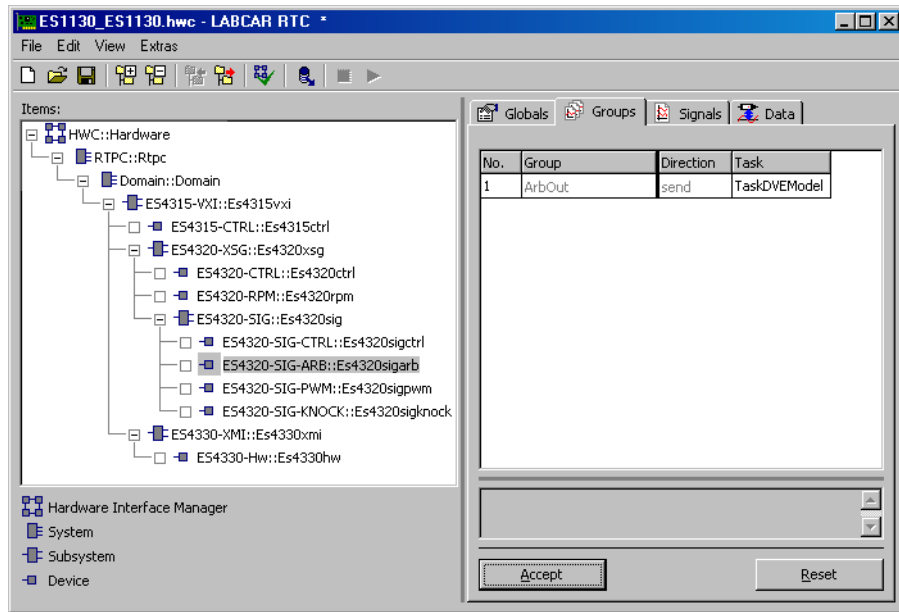 ES1130_ES1130.hwc - LABCAR RTC *
File Edit View Extras
Items:
HWC::Hardware
RTPC::Rtpc
Domain::Domain
ES4315-VXI::Es4315vxi
ES4315-CTRL::Es4315ctrl
ES4320-XSG::Es4320xsg
ES4320-CTRL::Es4320ctrl
ES4320-RPM::Es4320rpm
ES4320-SIG::Es4320sig
ES4320-SIG-CTRL::Es4320sigctrl
ES4320-SIG-ARB::Es4320sigarb
ES4320-SIG-PWM::Es4320sigpwm
ES4320-SIG-KNOCK::Es4320sigknock
ES4330-XMI::Es4330xmi
ES4330-Hw::Es4330hw
Hardware Interface Manager
System
Subsystem
Device
Globals Groups Signals Data
No. Group Direction Task
1 ArbOut send TaskDVEModel
Accept Reset